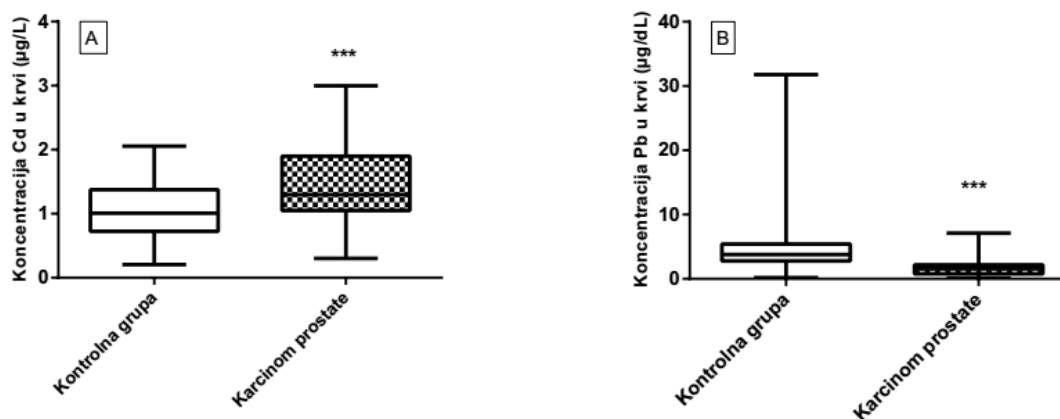 A
Koncentracija Cd u krvi (µg/L)
4
3
2
1
0
***
Kontrolna grupa
Karcinom prostate
B
Koncentracija Pb u krvi (µg/dL)
40
30
20
10
0
***
Kontrolna grupa
Karcinom prostate